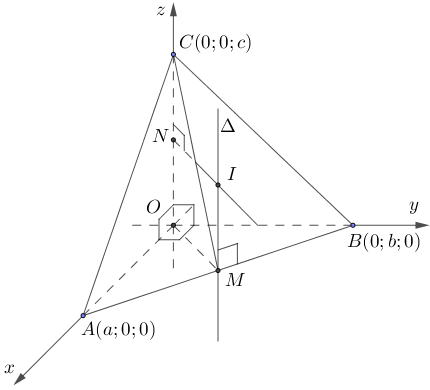 z
C(0; 0; c)
Δ
N
I
O
y
B(0; b; 0)
M
A(a; 0; 0)
x